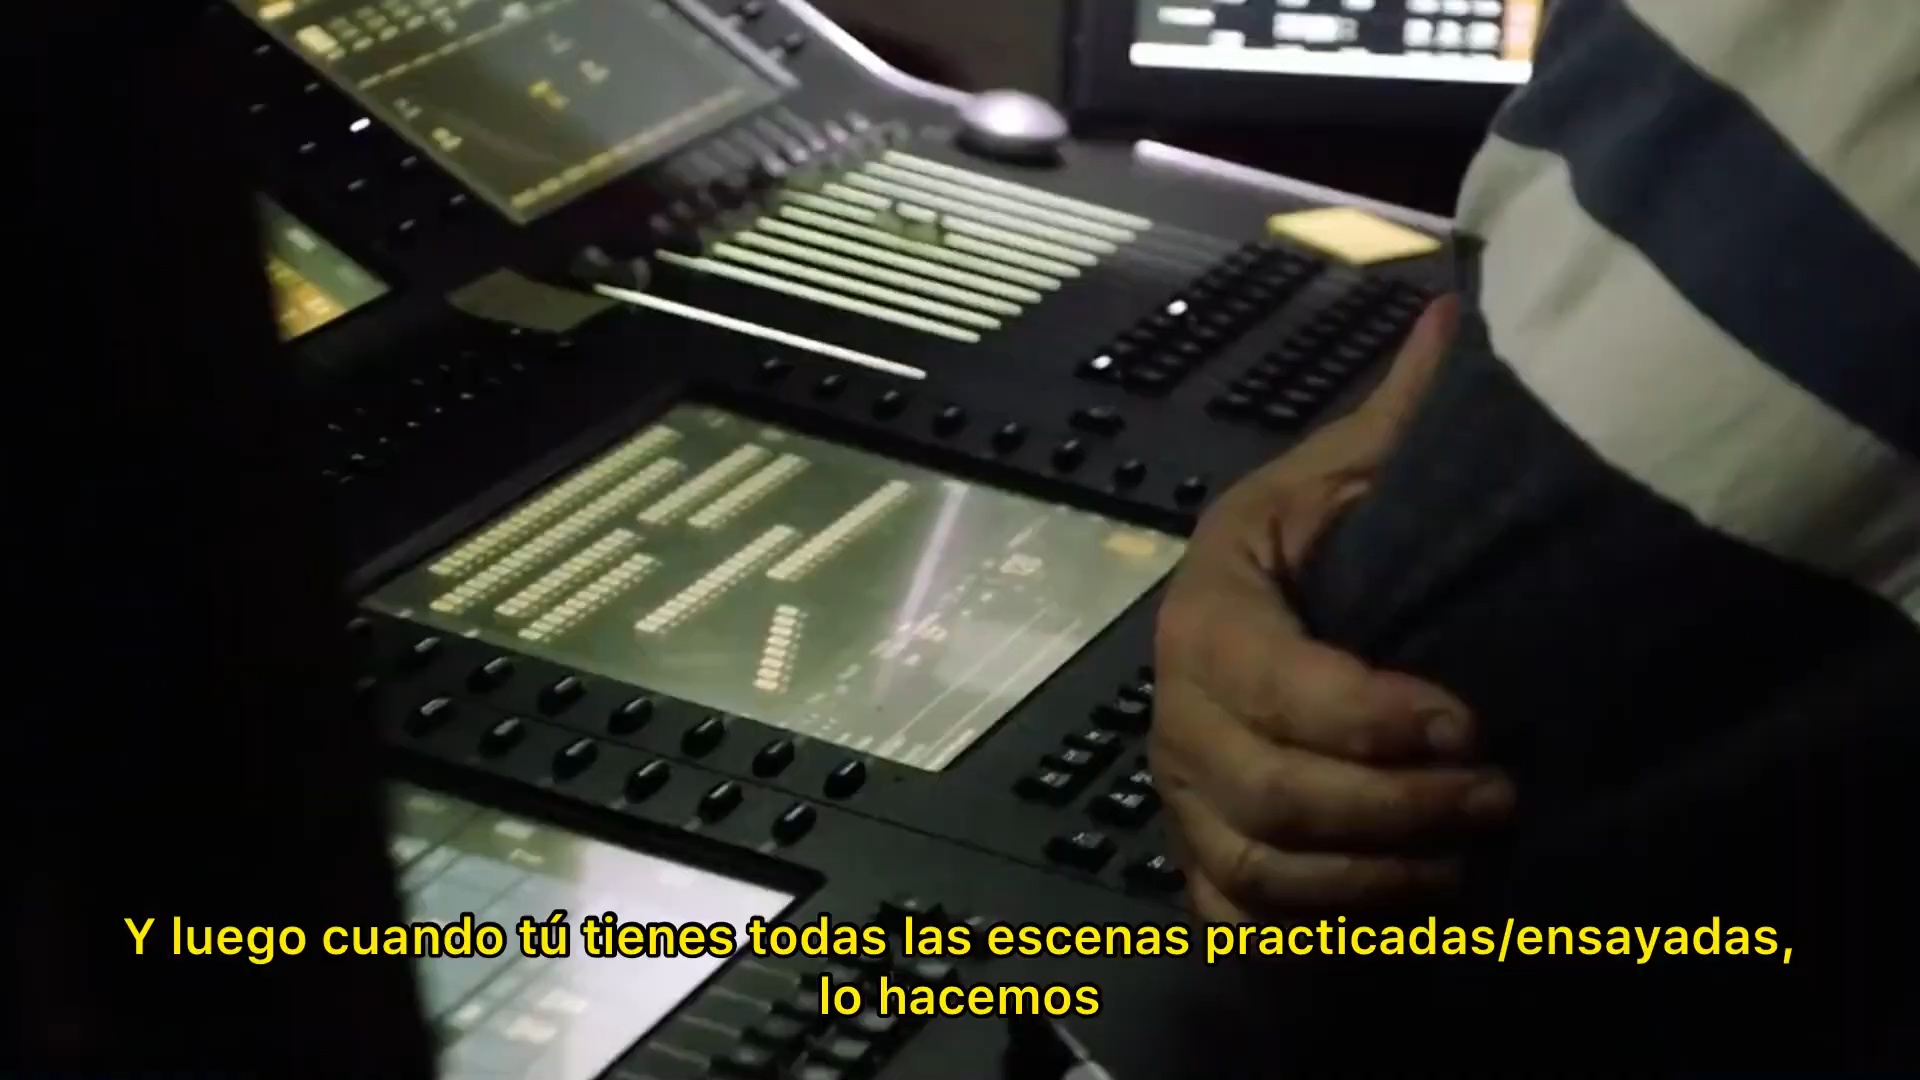 Y luego cuando tú tienes todas las escenas practicadas/ensayadas,
lo hacemos